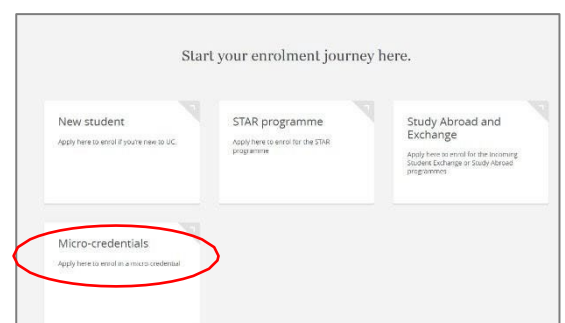 Start your enrolment journey here.
New student
Apply here to enrol if you're new to UC.
STAR programme
Apply here to enrol for the STAR
programme
Study Abroad and
Exchange
Apply here to enrol for the Incoming
Student Exchange or Study Abroad
programmes
Micro-credentials
Apply here to enrol in a micro-credential